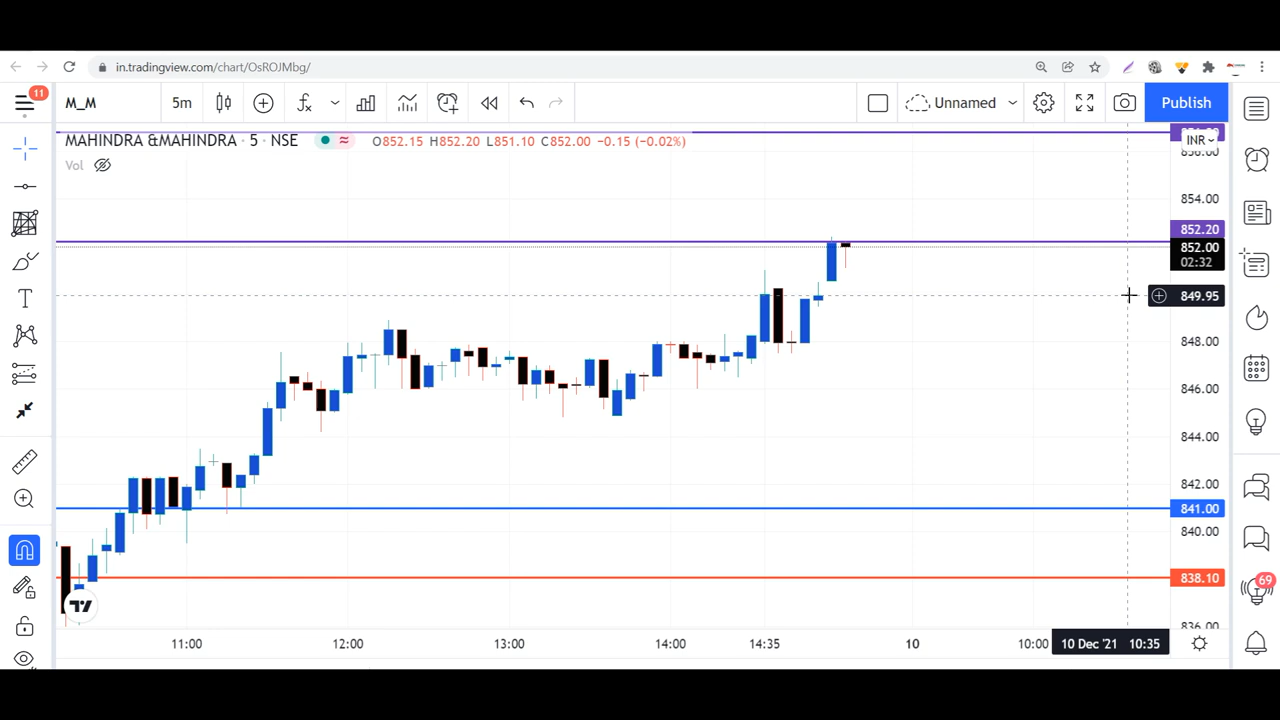 in.tradingview.com/chart/OsROJMbg/
11
M_M
5m
Unnamed
Publish
MAHINDRA &MAHINDRA · 5 · NSE
O852.15 H852.20 L851.10 C852.00 −0.15 (−0.02%)
Vol
INR
856.00
854.00
852.20
852.00
02:32
849.95
848.00
846.00
844.00
842.00
841.00
840.00
838.10
836.00
69
11:00 12:00 13:00 14:00 14:35 10 10:00 10 Dec '21 10:35